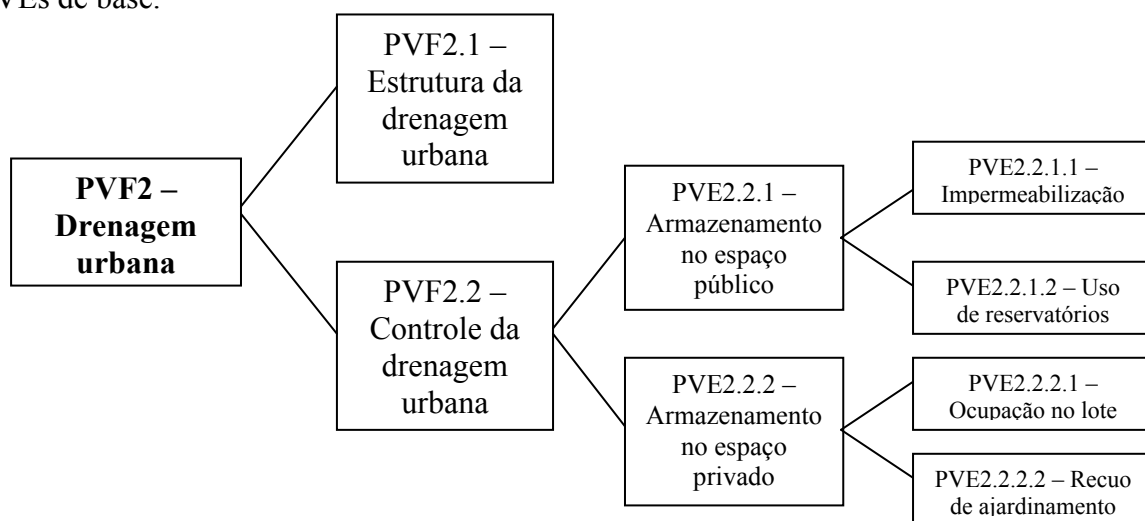 VEs de base.
PVF2 –
Drenagem
urbana
PVF2.1 –
Estrutura da
drenagem
urbana
PVF2.2 –
Controle da
drenagem
urbana
PVE2.2.1 –
Armazenamento
no espaço
público
PVE2.2.2 –
Armazenamento
no espaço
privado
PVE2.2.1.1 –
Impermeabilização
PVE2.2.1.2 – Uso
de reservatórios
PVE2.2.2.1 –
Ocupação no lote
PVE2.2.2.2 – Recuo
de ajardinamento